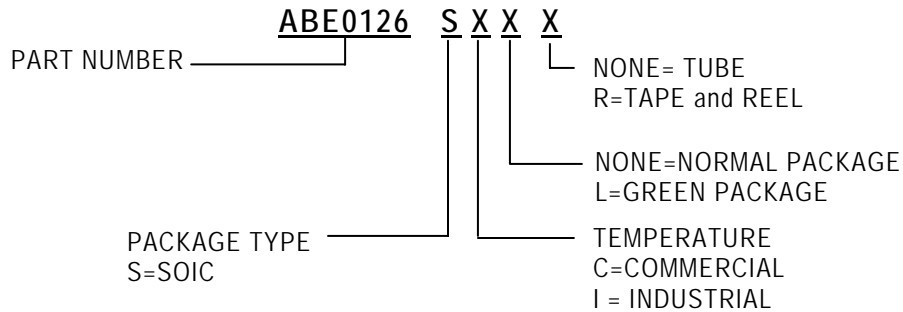 ABE0126 S X X X
PART NUMBER
NONE= TUBE
R=TAPE and REEL
NONE=NORMAL PACKAGE
L=GREEN PACKAGE
PACKAGE TYPE
S=SOIC
TEMPERATURE
C=COMMERCIAL
I = INDUSTRIAL